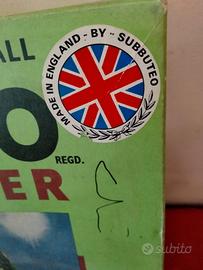 ALL
MADE IN ENGLAND - BY - SUBBUTEO
O
REGD.
ER
subito